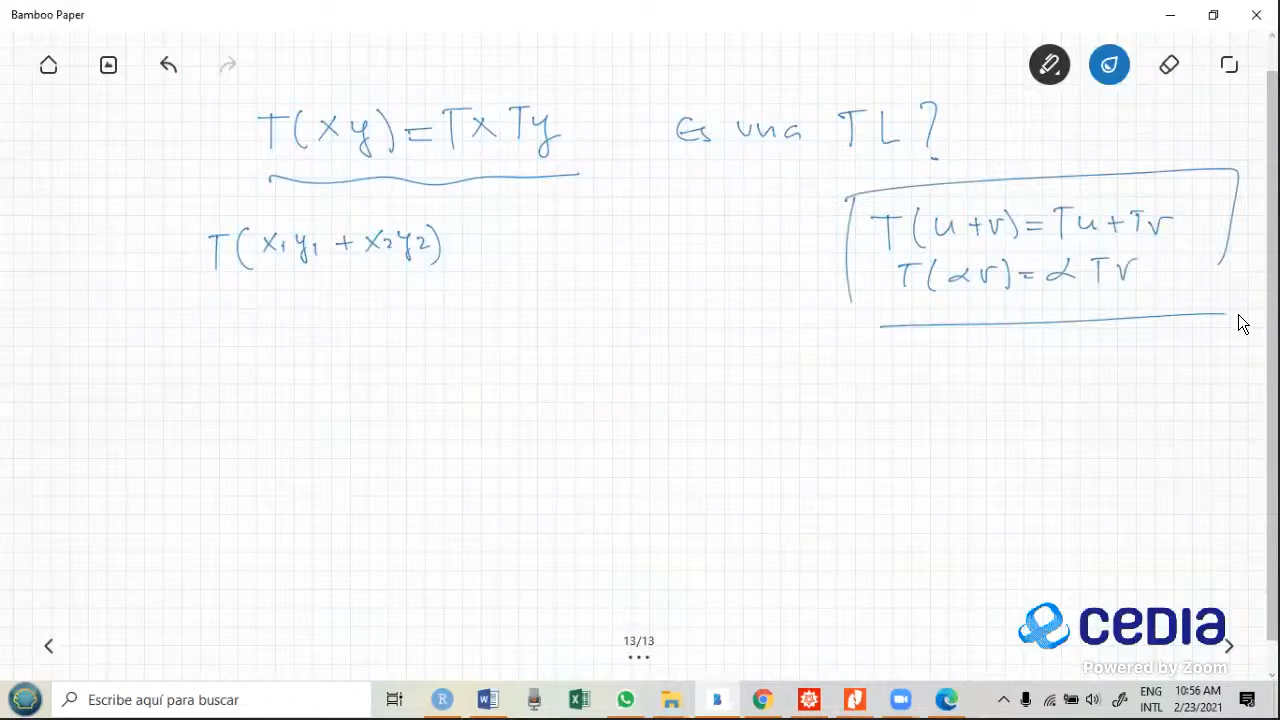 Bamboo Paper
T(xy)=Tx Ty Es una TL?
T(u+v)=Tu+Tv
T(x₁y₁ + x₂y₂)
T(αv)=αTv
13/13
cedia
Powered by Zoom
Escribe aquí para buscar
ENG
INTL
10:56 AM
2/23/2021